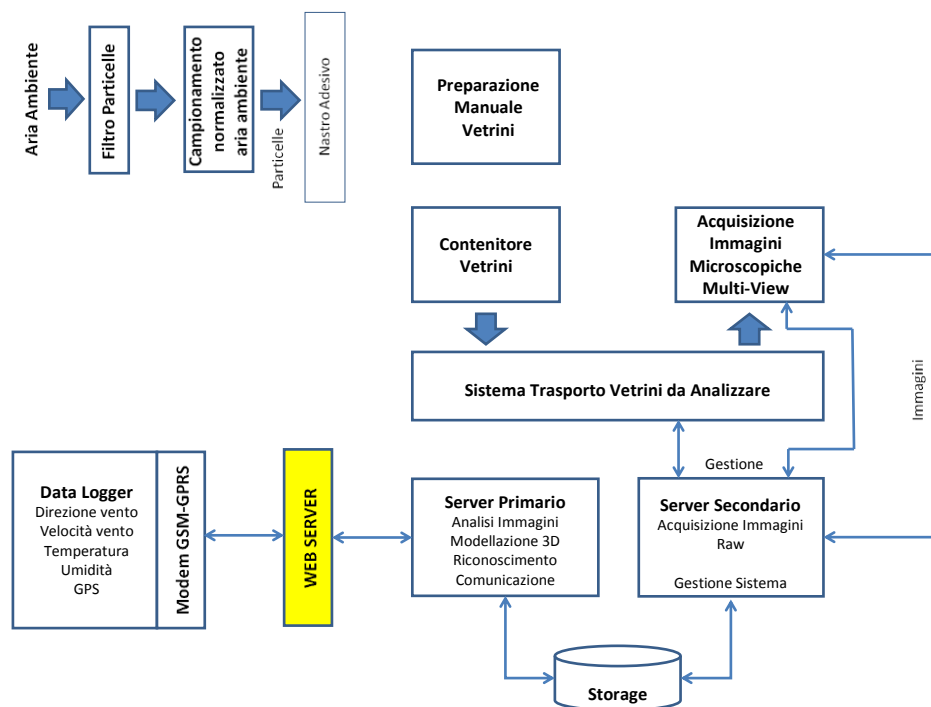 Aria Ambiente
Filtro Particelle
Campionamento
normalizzato
aria ambiente
Particelle
Nastro Adesivo
Preparazione
Manuale
Vetrini
Contenitore
Vetrini
Acquisizione
Immagini
Microscopiche
Multi-View
Sistema Trasporto Vetrini da Analizzare
Immagini
Gestione
Data Logger
Direzione vento
Velocità vento
Temperatura
Umidità
GPS
Modem GSM-GPRS
WEB SERVER
Server Primario
Analisi Immagini
Modellazione 3D
Riconoscimento
Comunicazione
Server Secondario
Acquisizione Immagini
Raw
Gestione Sistema
Storage